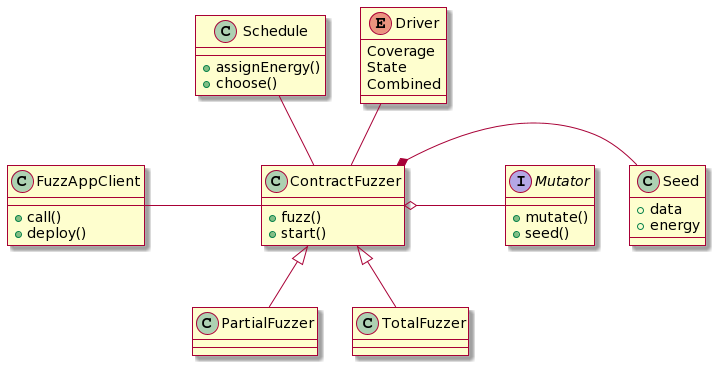 C Schedule
assignEnergy()
choose()
E Driver
Coverage
State
Combined
C FuzzAppClient
call()
deploy()
C ContractFuzzer
fuzz()
start()
I Mutator
mutate()
seed()
C Seed
data
energy
C PartialFuzzer
C TotalFuzzer